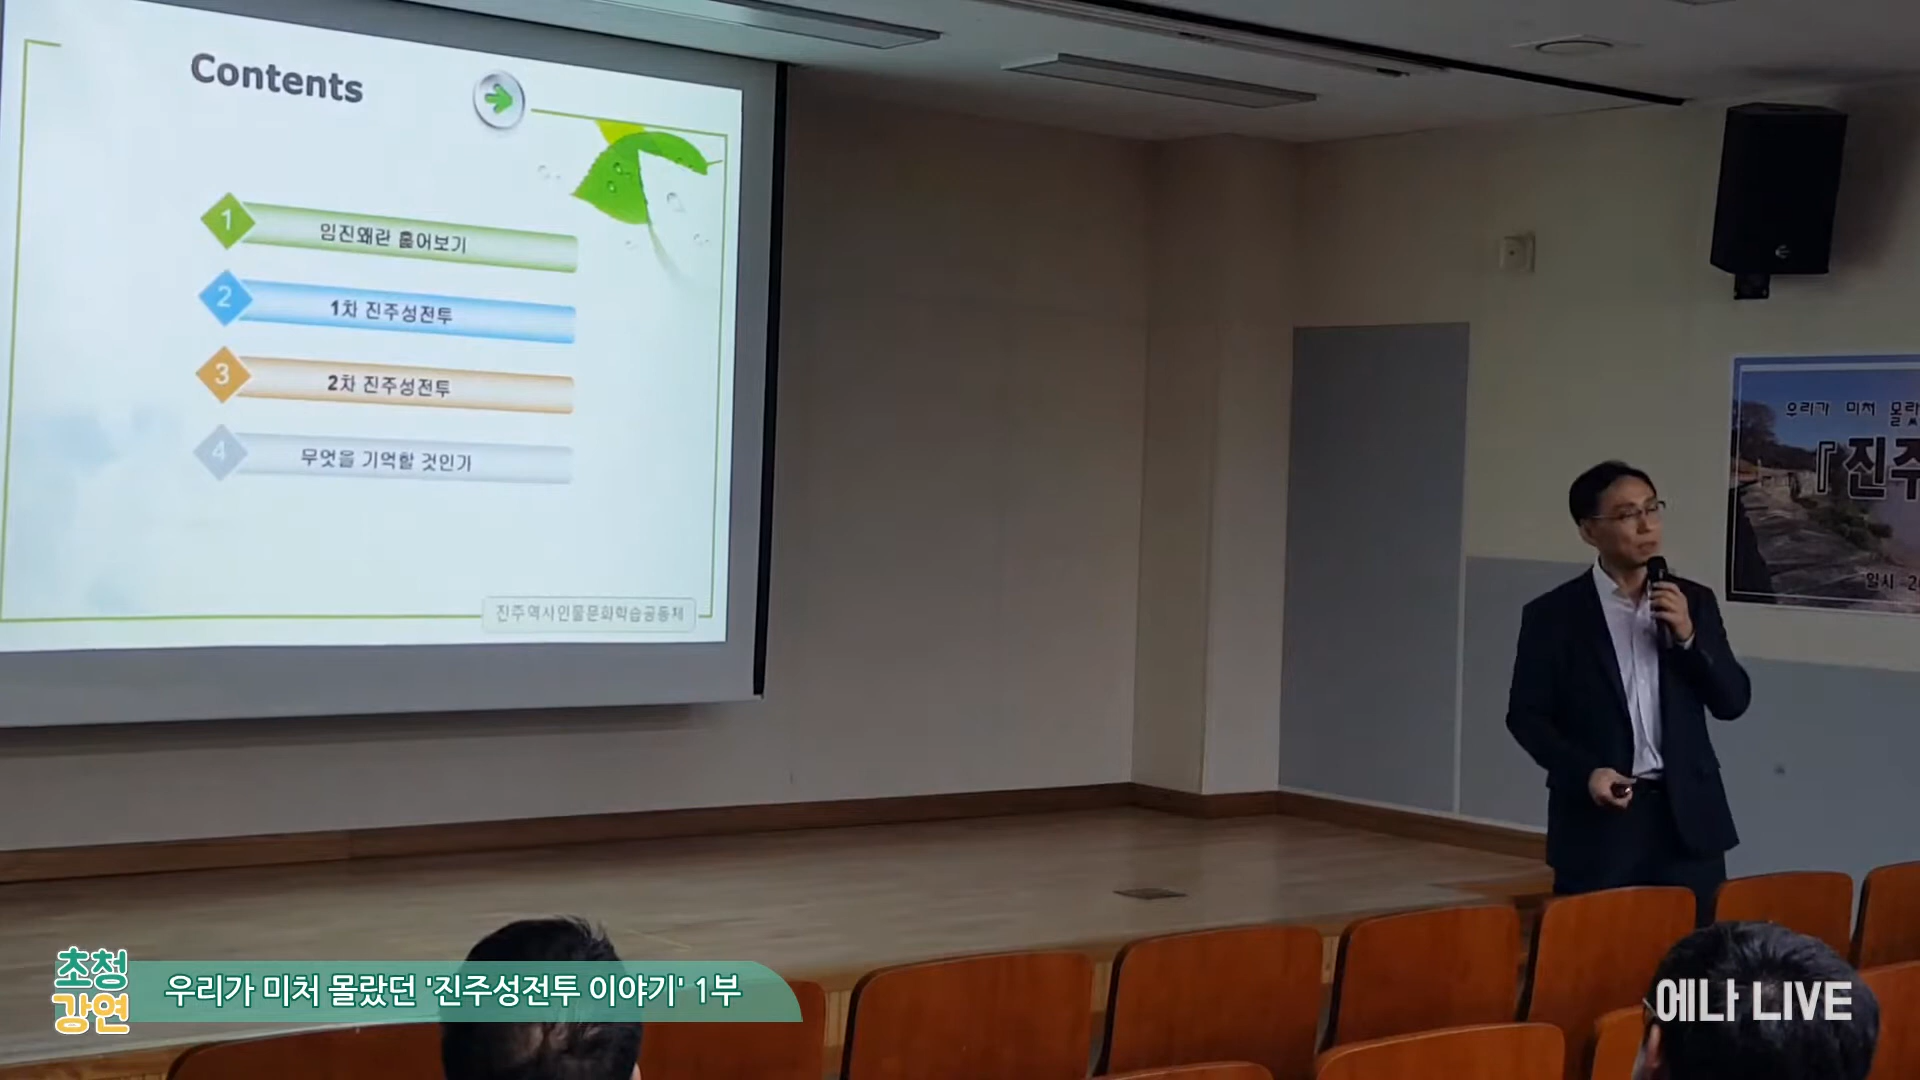 Contents
1 임진왜란 훑어보기
2 1차 진주성전투
3 2차 진주성전투
4 무엇을 기억할 것인가
진주역사인물문화학습공동체
우리가 미처 몰랐
『진주
일시 2
초청
강연
우리가 미처 몰랐던 '진주성전투 이야기' 1부
에나 LIVE